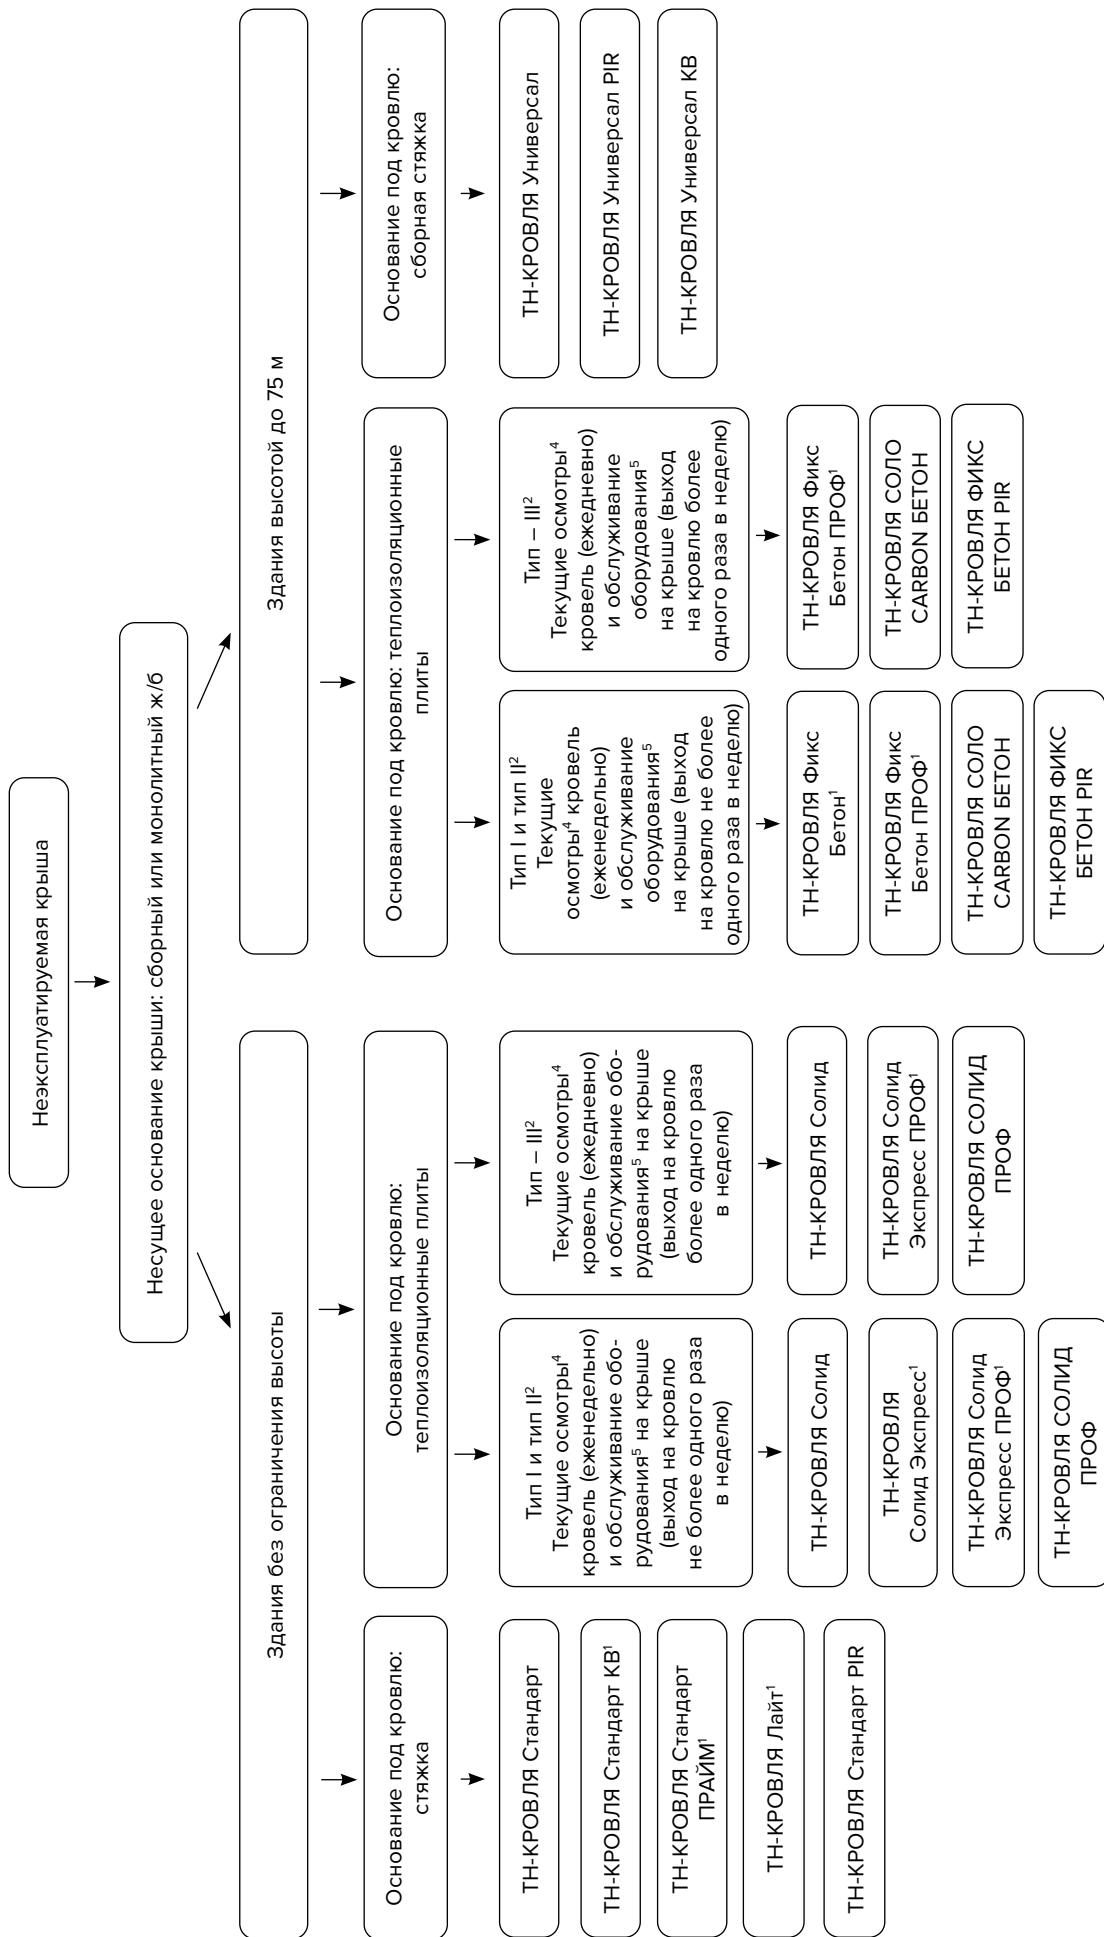 Неэксплуатируемая крыша
Несущее основание крыши: сборный или монолитный ж/б
Здания без ограничения высоты
Здания высотой до 75 м
Основание под кровлю:
стяжка
Основание под кровлю:
теплоизоляционные плиты
Основание под кровлю: теплоизоляционные
плиты
Основание под кровлю:
сборная стяжка
ТН-КРОВЛЯ Стандарт
ТН-КРОВЛЯ Стандарт КВ¹
ТН-КРОВЛЯ Стандарт
ПРАЙМ¹
ТН-КРОВЛЯ Лайт¹
ТН-КРОВЛЯ Стандарт PIR
Тип I и тип II²
Текущие осмотры⁴
кровель (еженедельно)
и обслуживание обо-
рудования⁵ на крыше
(выход на кровлю
не более одного раза
в неделю)
ТН-КРОВЛЯ Солид
ТН-КРОВЛЯ
Солид Экспресс¹
ТН-КРОВЛЯ Солид
Экспресс ПРОФ¹
ТН-КРОВЛЯ СОЛИД
ПРОФ
Тип – III²
Текущие осмотры⁴
кровель (ежедневно)
и обслуживание обо-
рудования⁵ на крыше
(выход на кровлю
более одного раза
в неделю)
ТН-КРОВЛЯ Солид
ТН-КРОВЛЯ Солид
Экспресс ПРОФ¹
ТН-КРОВЛЯ СОЛИД
ПРОФ
Тип I и тип II²
Текущие
осмотры⁴ кровель
(еженедельно)
и обслуживание
оборудования⁵
на крыше (выход
на кровлю не более
одного раза в неделю)
ТН-КРОВЛЯ Фикс
Бетон¹
ТН-КРОВЛЯ Фикс
Бетон ПРОФ¹
ТН-КРОВЛЯ СОЛО
CARBON БЕТОН
ТН-КРОВЛЯ ФИКС
БЕТОН PIR
Тип – III²
Текущие осмотры⁴
кровель (ежедневно)
и обслуживание
оборудования⁵
на крыше (выход
на кровлю более
одного раза в неделю)
ТН-КРОВЛЯ Фикс
Бетон ПРОФ¹
ТН-КРОВЛЯ СОЛО
CARBON БЕТОН
ТН-КРОВЛЯ ФИКС
БЕТОН PIR
ТН-КРОВЛЯ Универсал
ТН-КРОВЛЯ Универсал PIR
ТН-КРОВЛЯ Универсал КВ